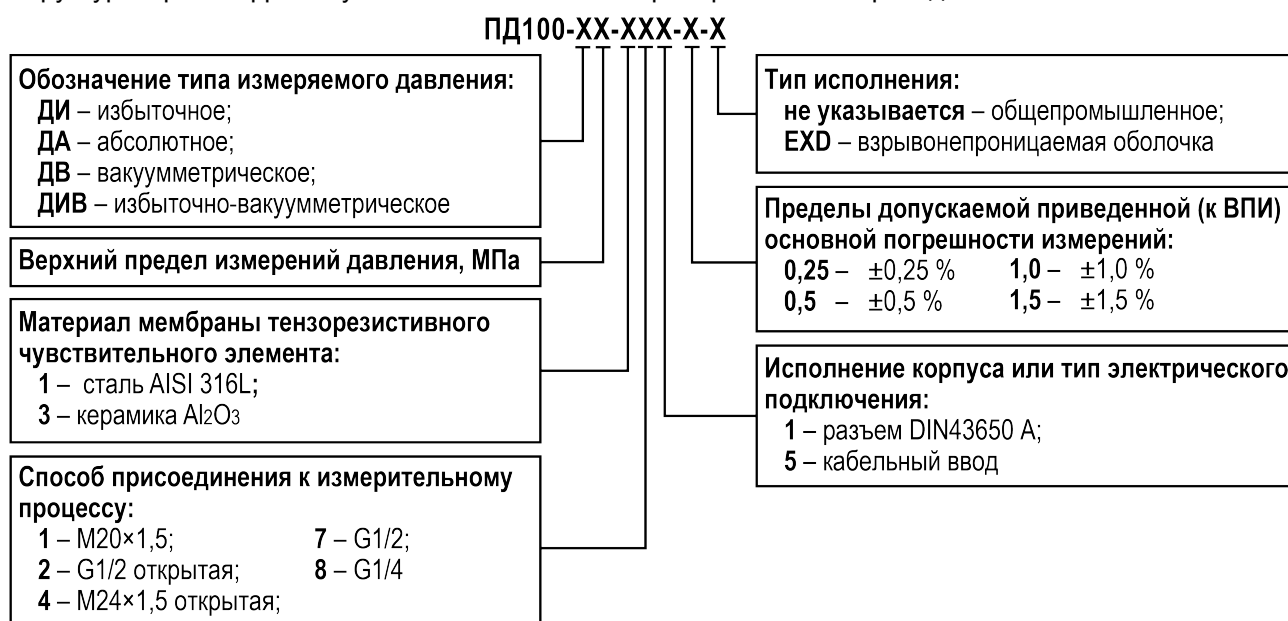 ПД100-XX-XXX-X-X
Обозначение типа измеряемого давления:
ДИ – избыточное;
ДА – абсолютное;
ДВ – вакуумметрическое;
ДИВ – избыточно-вакуумметрическое
Верхний предел измерений давления, МПа
Материал мембраны тензорезистивного
чувствительного элемента:
1 – сталь AISI 316L;
3 – керамика Al2O3
Способ присоединения к измерительному
процессу:
1 – M20×1,5; 7 – G1/2;
2 – G1/2 открытая; 8 – G1/4
4 – M24×1,5 открытая;
Тип исполнения:
не указывается – общепромышленное;
EXD – взрывонепроницаемая оболочка
Пределы допускаемой приведенной (к ВПИ)
основной погрешности измерений:
0,25 – ±0,25 % 1,0 – ±1,0 %
0,5 – ±0,5 % 1,5 – ±1,5 %
Исполнение корпуса или тип электрического
подключения:
1 – разъем DIN43650 A;
5 – кабельный ввод